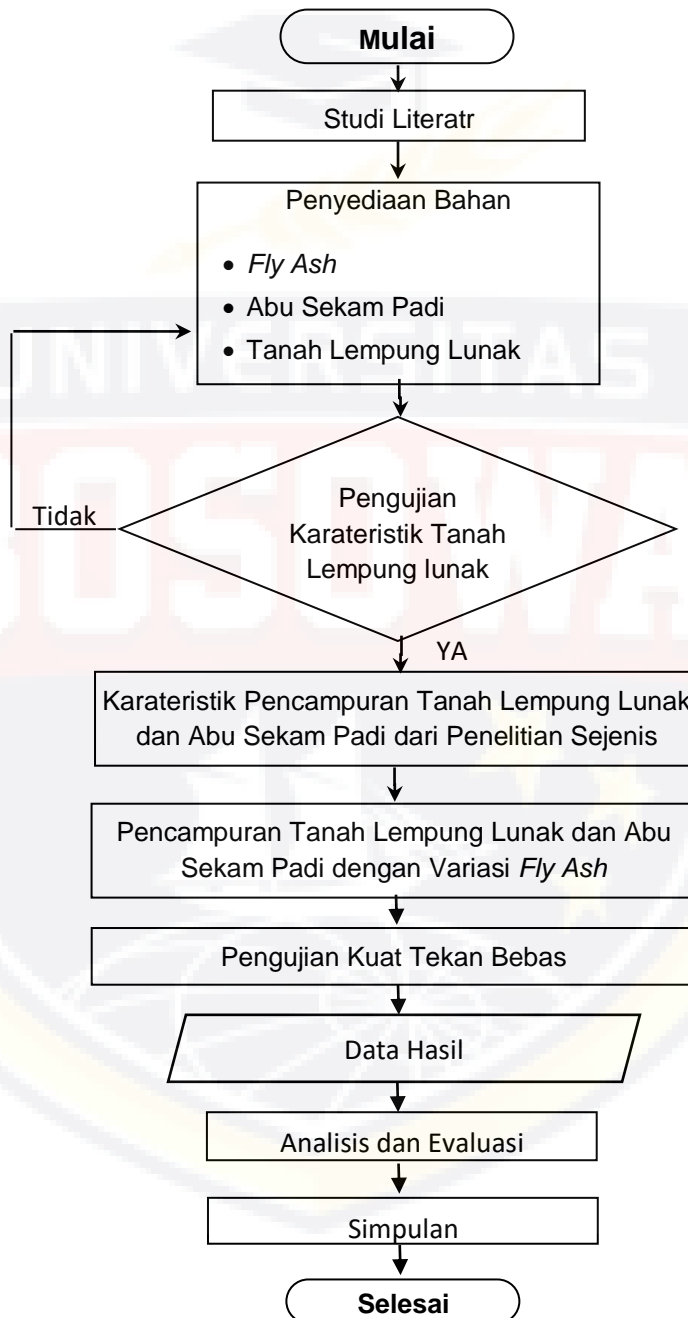 Mulai
Studi Literatr
Penyediaan Bahan
• Fly Ash
• Abu Sekam Padi
• Tanah Lempung Lunak
UNIVERSITAS
BOSOWA
Tidak
Pengujian
Karateristik Tanah
Lempung lunak
YA
Karateristik Pencampuran Tanah Lempung Lunak
dan Abu Sekam Padi dari Penelitian Sejenis
Pencampuran Tanah Lempung Lunak dan Abu
Sekam Padi dengan Variasi Fly Ash
Pengujian Kuat Tekan Bebas
Data Hasil
Analisis dan Evaluasi
Simpulan
Selesai